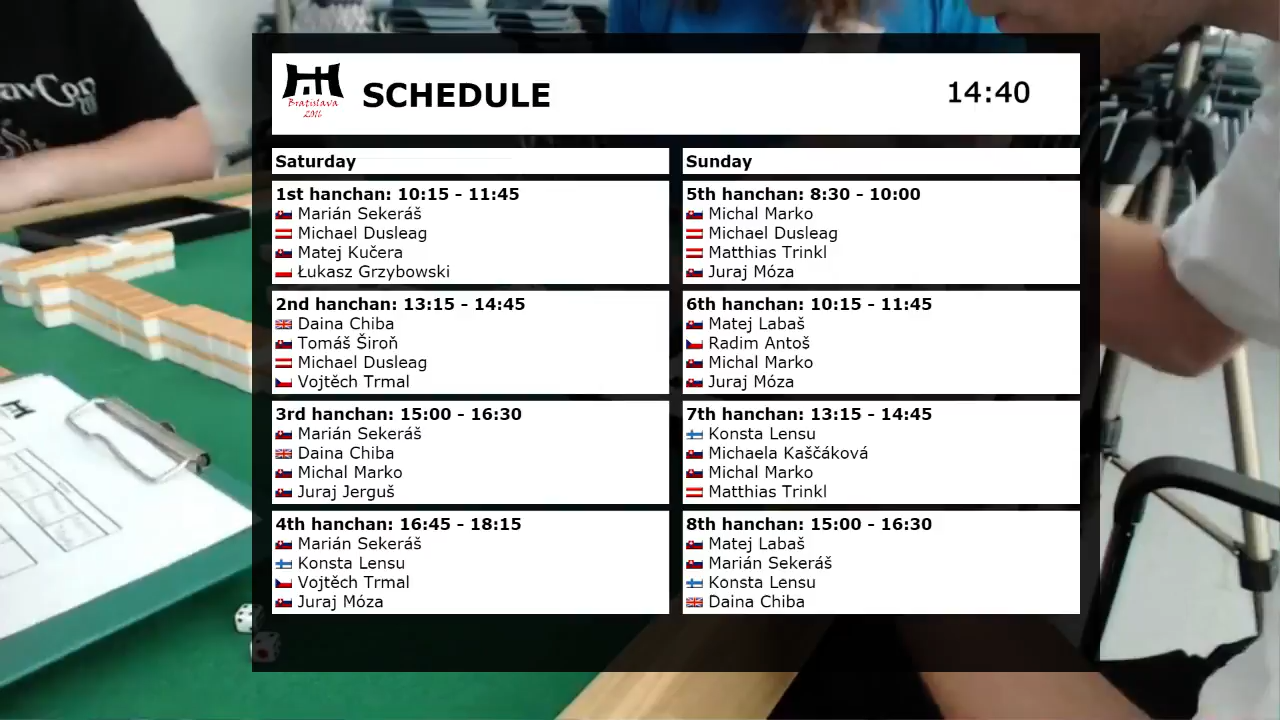 avCon
Bratislava
2016
SCHEDULE
14:40
Saturday
1st hanchan: 10:15 - 11:45
Marián Sekeráš
Michael Dusleag
Matej Kučera
Łukasz Grzybowski
2nd hanchan: 13:15 - 14:45
Daina Chiba
Tomáš Široň
Michael Dusleag
Vojtěch Trmal
3rd hanchan: 15:00 - 16:30
Marián Sekeráš
Daina Chiba
Michal Marko
Juraj Jerguš
4th hanchan: 16:45 - 18:15
Marián Sekeráš
Konsta Lensu
Vojtěch Trmal
Juraj Móza
Sunday
5th hanchan: 8:30 - 10:00
Michal Marko
Michael Dusleag
Matthias Trinkl
Juraj Móza
6th hanchan: 10:15 - 11:45
Matej Labaš
Radim Antoš
Michal Marko
Juraj Móza
7th hanchan: 13:15 - 14:45
Konsta Lensu
Michaela Kaščáková
Michal Marko
Matthias Trinkl
8th hanchan: 15:00 - 16:30
Matej Labaš
Marián Sekeráš
Konsta Lensu
Daina Chiba